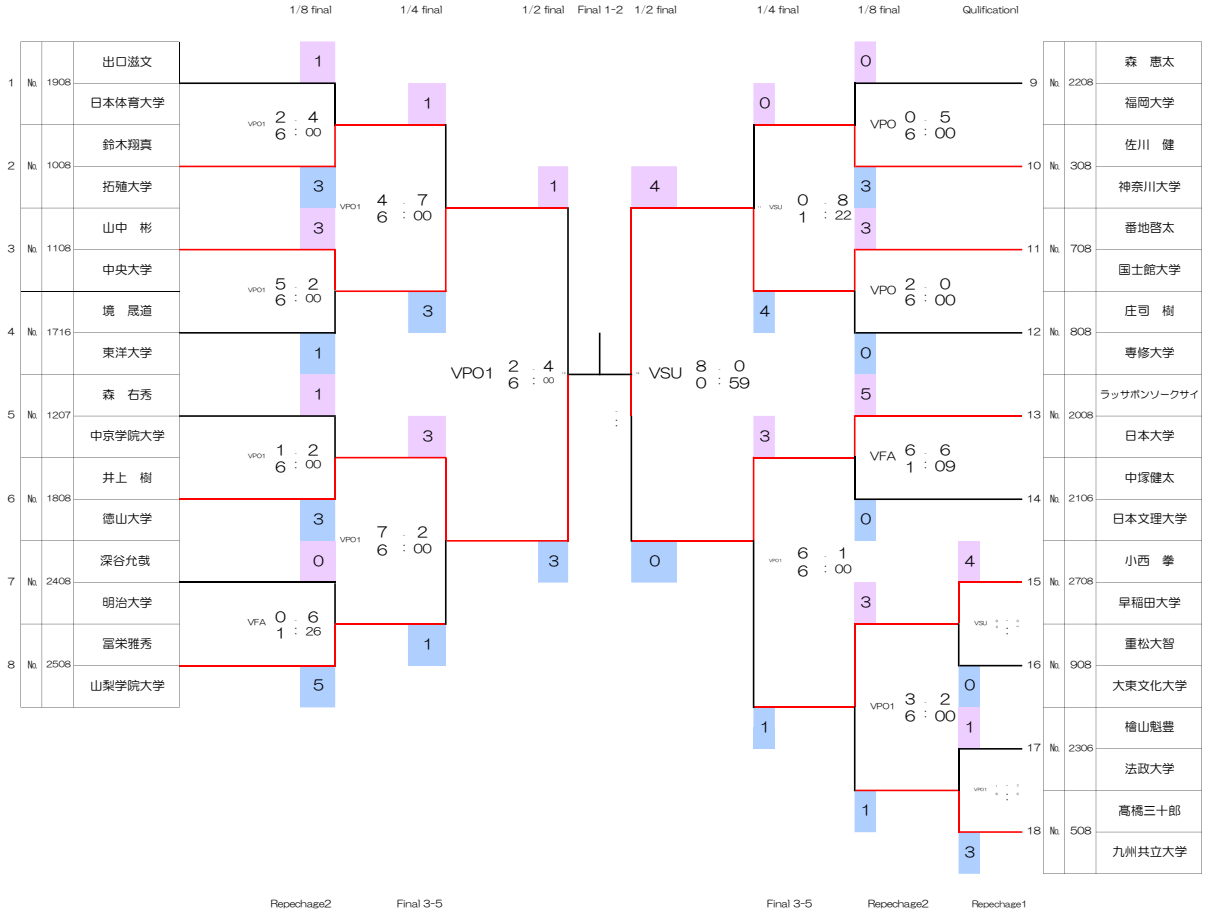 1/8 final 1/4 final 1/2 final Final 1-2 1/2 final 1/4 final 1/8 final Qulification1
1 No. 1908 出口滋文 日本体育大学 1
2 No. 1008 鈴木翔真 拓殖大学 3
VPO1 2 - 4
6 : 00
3 No. 1108 山中 彬 中央大学 3
4 No. 1716 境 晟道 東洋大学 1
VPO1 5 - 2
6 : 00
5 No. 1207 森 右秀 中京学院大学 1
6 No. 1808 井上 樹 徳山大学 3
VPO1 1 - 2
6 : 00
7 No. 2408 深谷允哉 明治大学 0
8 No. 2508 冨栄雅秀 山梨学院大学 5
VFA 0 - 6
1 : 26
1
VPO1 4 - 7
6 : 00
3
3
VPO1 7 - 2
6 : 00
1
1
VPO1 2 - 4
6 : 00
3
4
VSU 8 - 0
0 : 59
0
0
VSU 0 - 8
1 : 22
4
3
VPO1 6 - 1
6 : 00
1
0 9 No. 2208 森 恵太 福岡大学
3 10 No. 308 佐川 健 神奈川大学
VPO 0 - 5
6 : 00
3 11 No. 708 番地啓太 国士館大学
0 12 No. 808 庄司 樹 専修大学
VPO 2 - 0
6 : 00
5 13 No. 2008 ラッサポンソークサイ 日本大学
0 14 No. 2106 中塚健太 日本文理大学
VFA 6 - 6
1 : 09
4 15 No. 2708 小西 拳 早稲田大学
0 16 No. 908 重松大智 大東文化大学
VSU
1 17 No. 2306 檜山魁豊 法政大学
3 18 No. 508 髙橋三十郎 九州共立大学
VPO1
3
VPO1 3 - 2
6 : 00
1
Repechage2 Final 3-5 Final 3-5 Repechage2 Repechage1